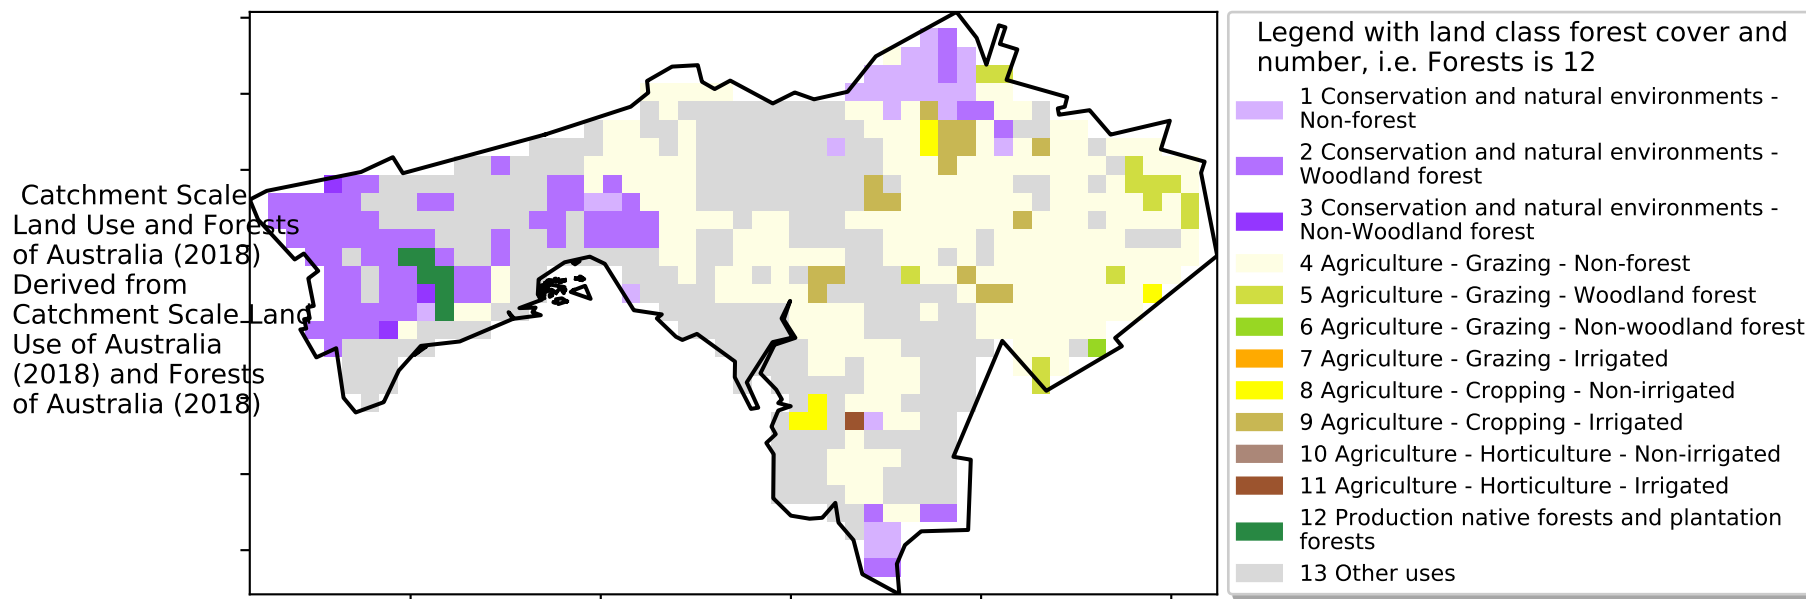 Catchment Scale
Land Use and Forests
of Australia (2018)
Derived from
Catchment Scale Land
Use of Australia
(2018) and Forests
of Australia (2018)
Legend with land class forest cover and
number, i.e. Forests is 12
1 Conservation and natural environments -
Non-forest
2 Conservation and natural environments -
Woodland forest
3 Conservation and natural environments -
Non-Woodland forest
4 Agriculture - Grazing - Non-forest
5 Agriculture - Grazing - Woodland forest
6 Agriculture - Grazing - Non-woodland forest
7 Agriculture - Grazing - Irrigated
8 Agriculture - Cropping - Non-irrigated
9 Agriculture - Cropping - Irrigated
10 Agriculture - Horticulture - Non-irrigated
11 Agriculture - Horticulture - Irrigated
12 Production native forests and plantation
forests
13 Other uses